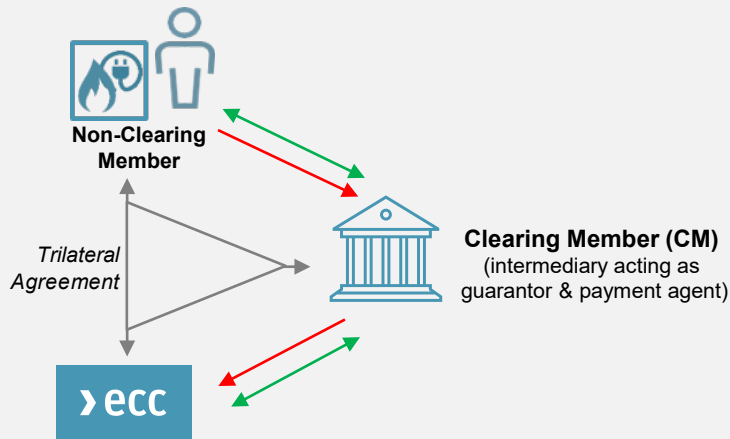 Non-Clearing
Member
Trilateral
Agreement
Clearing Member (CM)
(intermediary acting as
guarantor & payment agent)
ecc